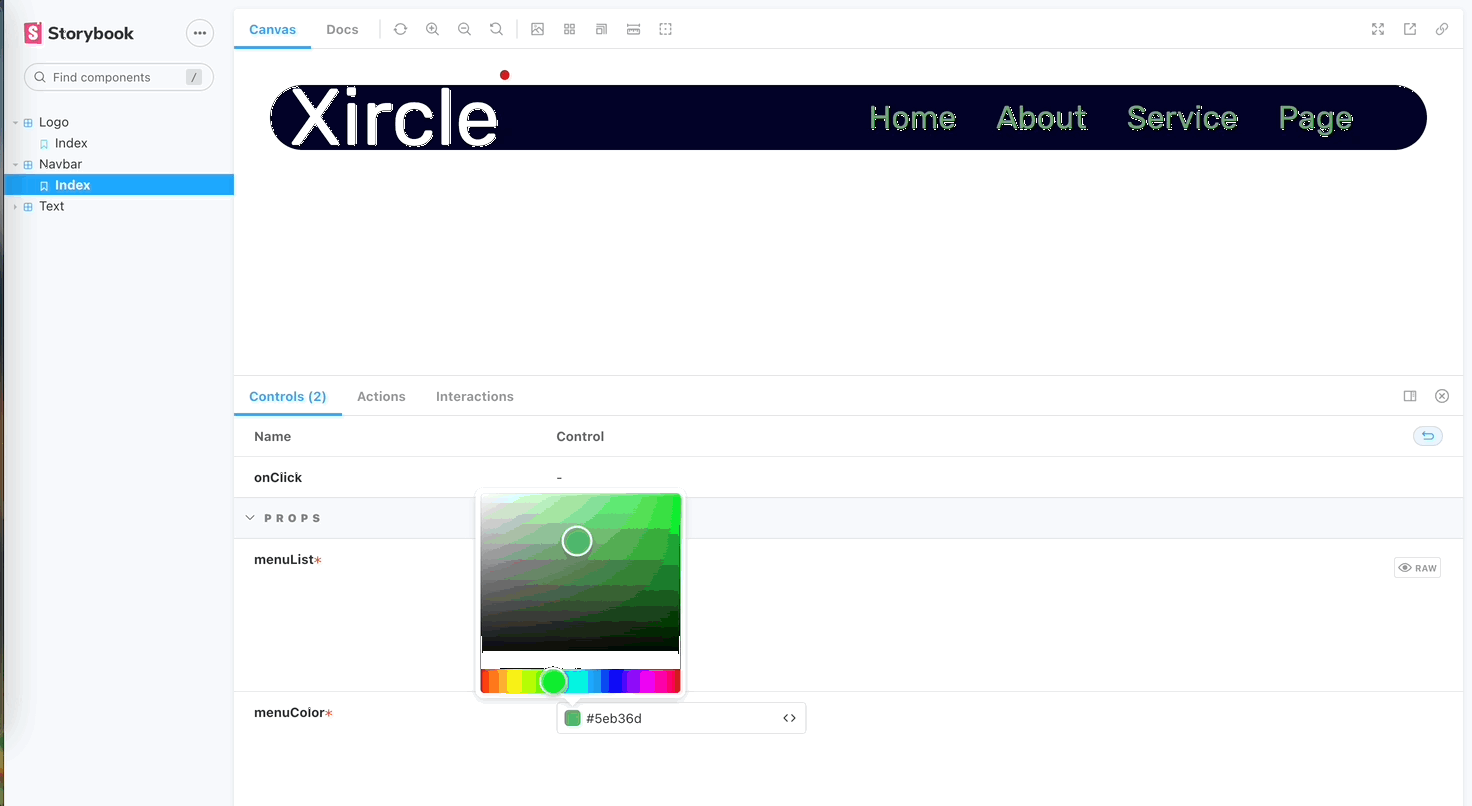 Storybook
Find components /
Logo
Index
Navbar
Index
Text
Canvas Docs
Xircle Home About Service Page
Controls (2) Actions Interactions
Name Control
onClick -
PROPS
menuList* RAW
menuColor* #5eb36d